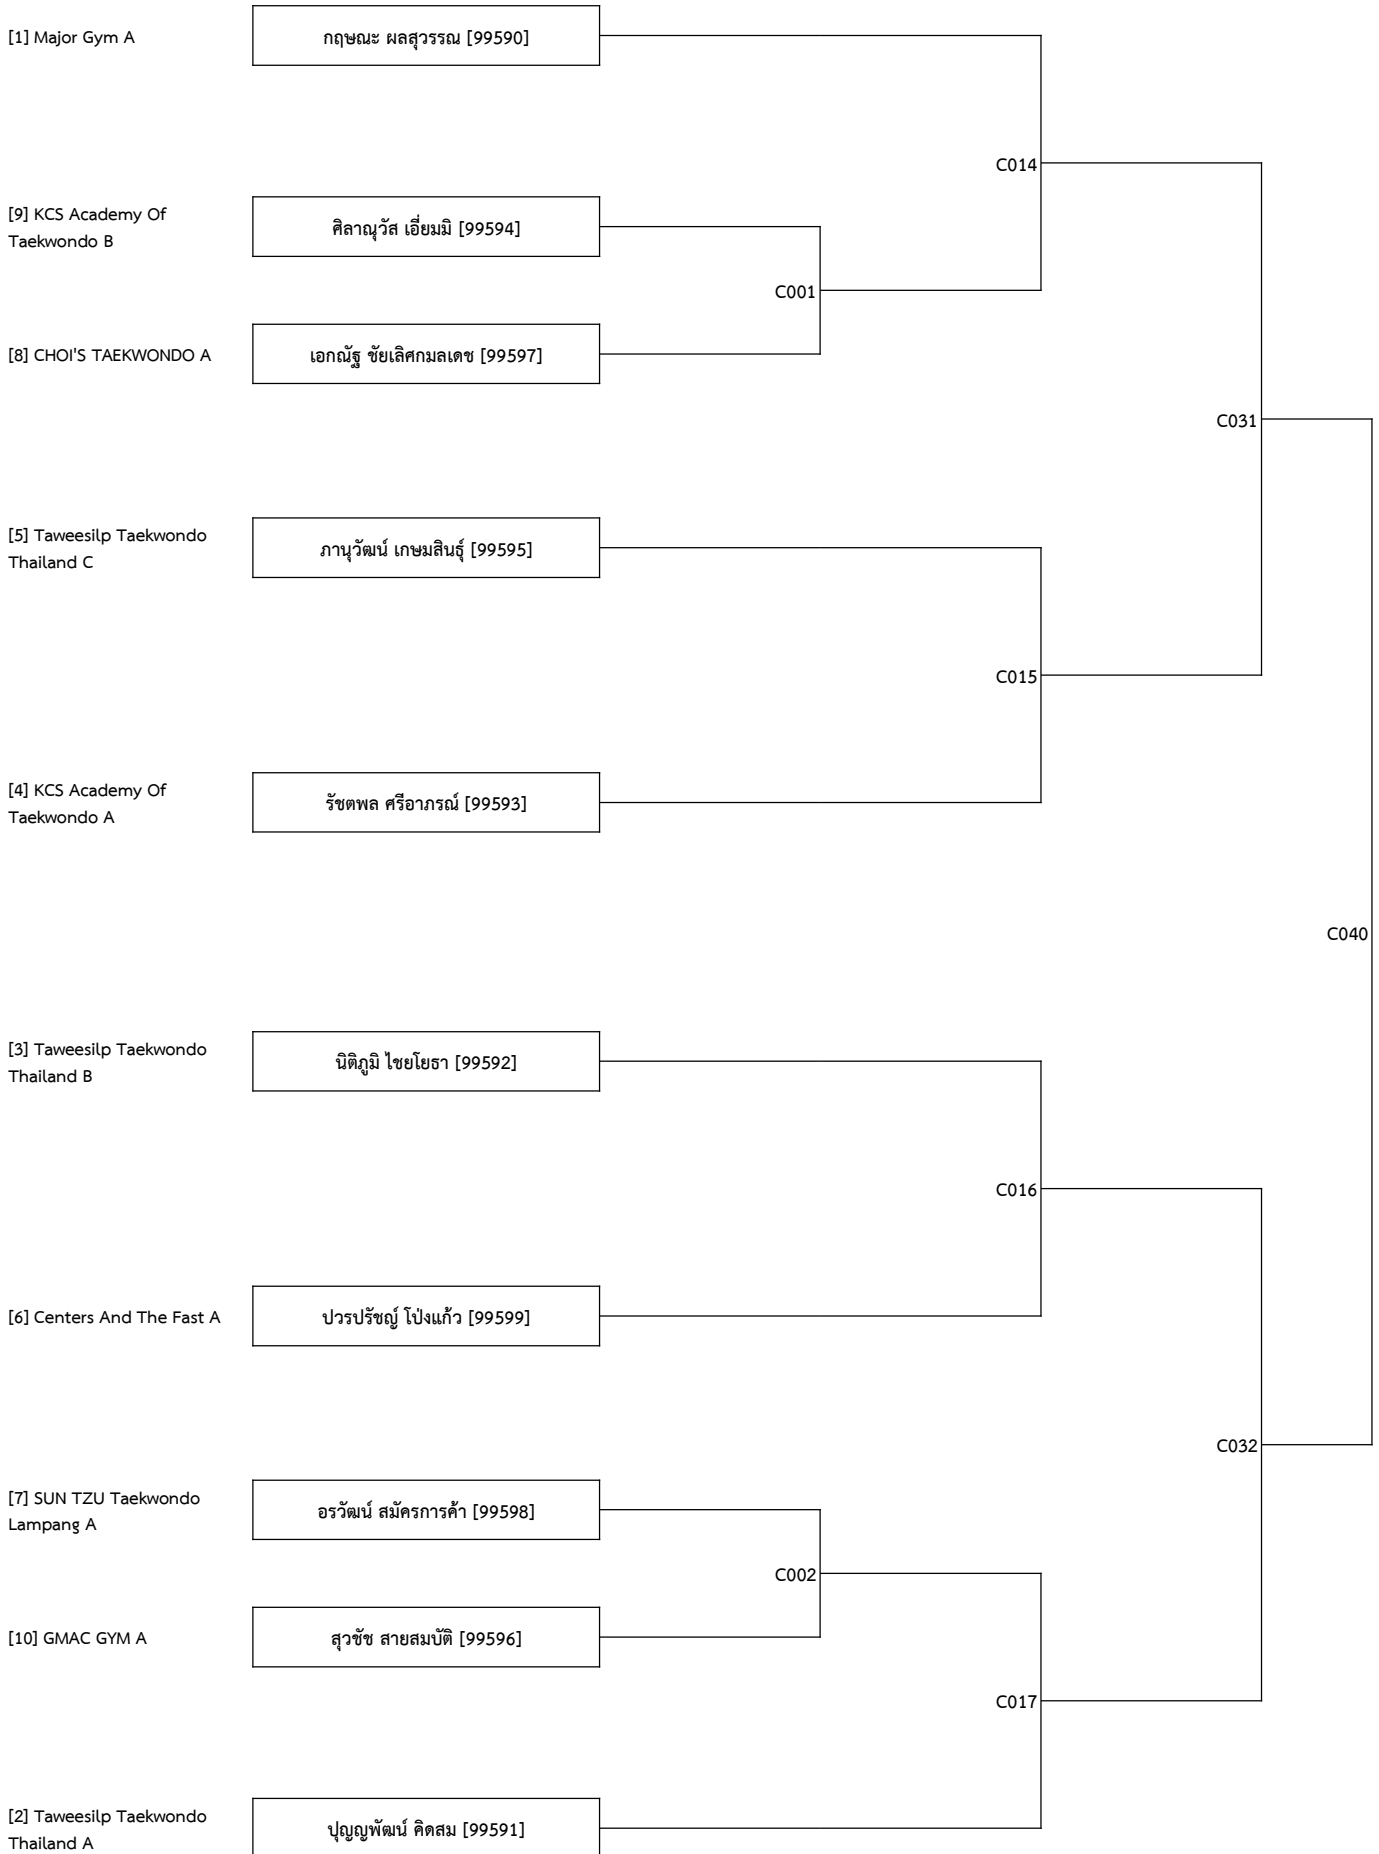 [1] Major Gym A
กฤษณะ ผลสุวรรณ [99590]
C014
[9] KCS Academy Of
Taekwondo B
ศิลาณุวัส เอี่ยมมิ [99594]
C001
[8] CHOI'S TAEKWONDO A
เอกณัฐ ชัยเลิศกมลเดช [99597]
C031
[5] Taweesilp Taekwondo
Thailand C
ภานุวัฒน์ เกษมสินธุ์ [99595]
C015
[4] KCS Academy Of
Taekwondo A
รัชตพล ศรีอาภรณ์ [99593]
C040
[3] Taweesilp Taekwondo
Thailand B
นิติภูมิ ไชยโยธา [99592]
C016
[6] Centers And The Fast A
ปวรปรัชญ์ โป่งแก้ว [99599]
C032
[7] SUN TZU Taekwondo
Lampang A
อรวัฒน์ สมัครการค้า [99598]
C002
[10] GMAC GYM A
สุวชัช สายสมบัติ [99596]
C017
[2] Taweesilp Taekwondo
Thailand A
ปุญญพัฒน์ คิดสม [99591]